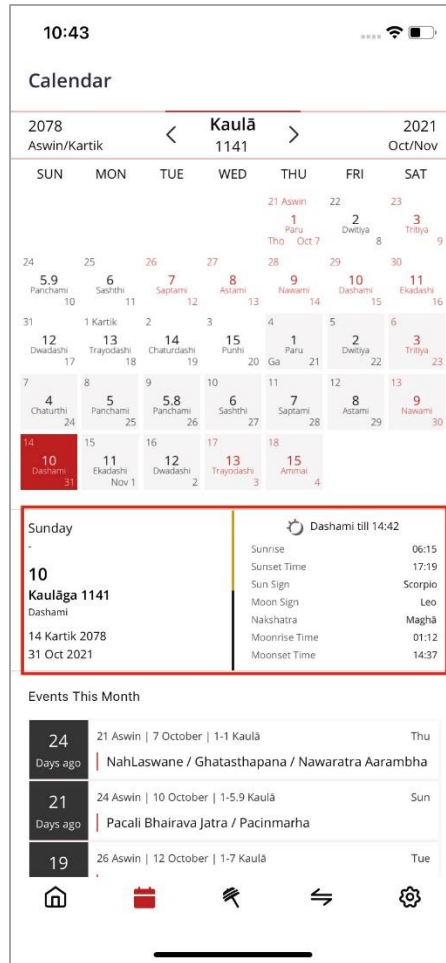 10:43
Calendar
2078 Kaulā 2021
Aswin/Kartik 1141 Oct/Nov
SUN MON TUE WED THU FRI SAT
21 Aswin 22 23
1 2 3
Paru Dwitiya Tritiya
Tho Oct 7 8 9
24 25 26 27 28 29 30
5.9 6 7 8 9 10 11
Panchami Sashthi Saptami Astami Nawami Dashami Ekadashi
10 11 12 13 14 15 16
31 1 Kartik 2 3 4 5 6
12 13 14 15 1 2 3
Dwadashi Trayodashi Chaturdashi Punhi Paru Dwitiya Tritiya
17 18 19 20 Ga 21 22 23
7 8 9 10 11 12 13
4 5 5.8 6 7 8 9
Chaturthi Panchami Panchami Sashthi Saptami Astami Nawami
24 25 26 27 28 29 30
14 15 16 17 18
10 11 12 13 15
Dashami Ekadashi Dwadashi Trayodashi Ammai
31 Nov 1 2 3 4
Sunday
-
10
Kaulāga 1141
Dashami
14 Kartik 2078
31 Oct 2021
Dashami till 14:42
Sunrise 06:15
Sunset Time 17:19
Sun Sign Scorpio
Moon Sign Leo
Nakshatra Maghā
Moonrise Time 01:12
Moonset Time 14:37
Events This Month
24 Days ago
21 Aswin | 7 October | 1-1 Kaulā Thu
NahLaswane / Ghatasthapana / Nawaratra Aarambha
21 Days ago
24 Aswin | 10 October | 1-5.9 Kaulā Sun
Pacali Bhairava Jatra / Pacinmarha
19
26 Aswin | 12 October | 1-7 Kaulā Tue